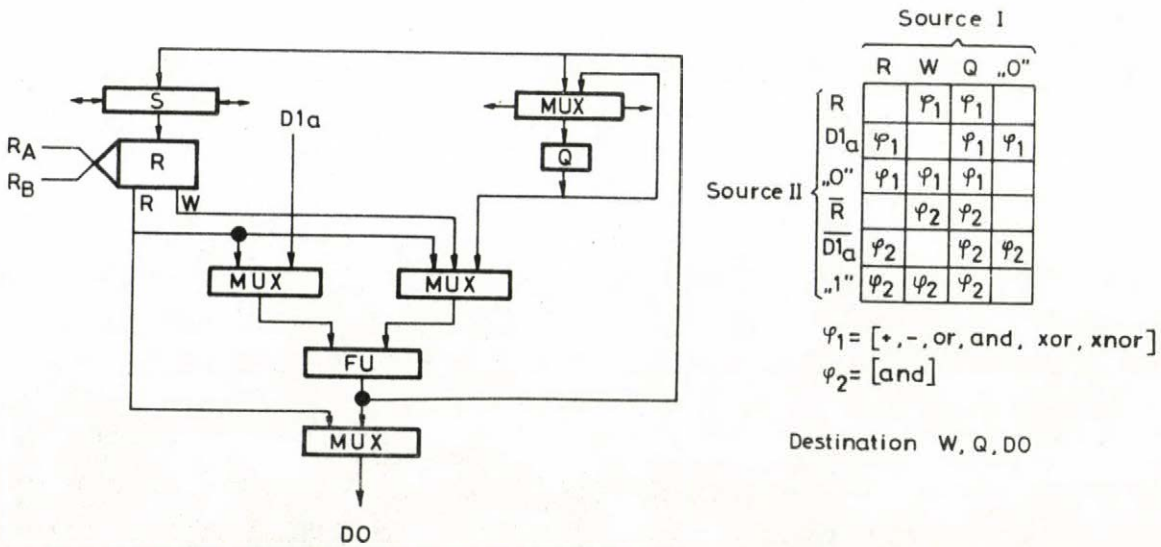 S
R_A
R_B
R
R W
D1a
MUX
Q
MUX
MUX
FU
MUX
DO
Source I
R W Q „0"
Source II
R φ₁ φ₁
D1a φ₁ φ₁ φ₁
„0" φ₁ φ₁ φ₁
R̅ φ₂ φ₂
D̅1̅a̅ φ₂ φ₂ φ₂
„1" φ₂ φ₂ φ₂
φ₁= [+,-, or, and, xor, xnor]
φ₂= [and]
Destination W, Q, DO